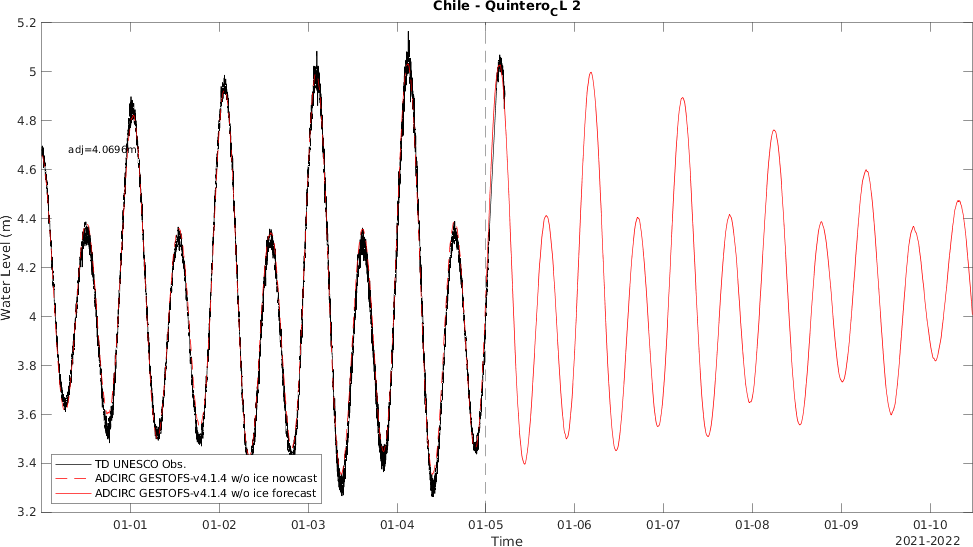 Chile - QuinteroCL 2
5.2
5
4.8
4.6
4.4
4.2
4
3.8
3.6
3.4
3.2
Water Level (m)
adj=4.0696m
TD UNESCO Obs.
ADCIRC GESTOFS-v4.1.4 w/o ice nowcast
ADCIRC GESTOFS-v4.1.4 w/o ice forecast
01-01 01-02 01-03 01-04 01-05 01-06 01-07 01-08 01-09 01-10
Time
2021-2022